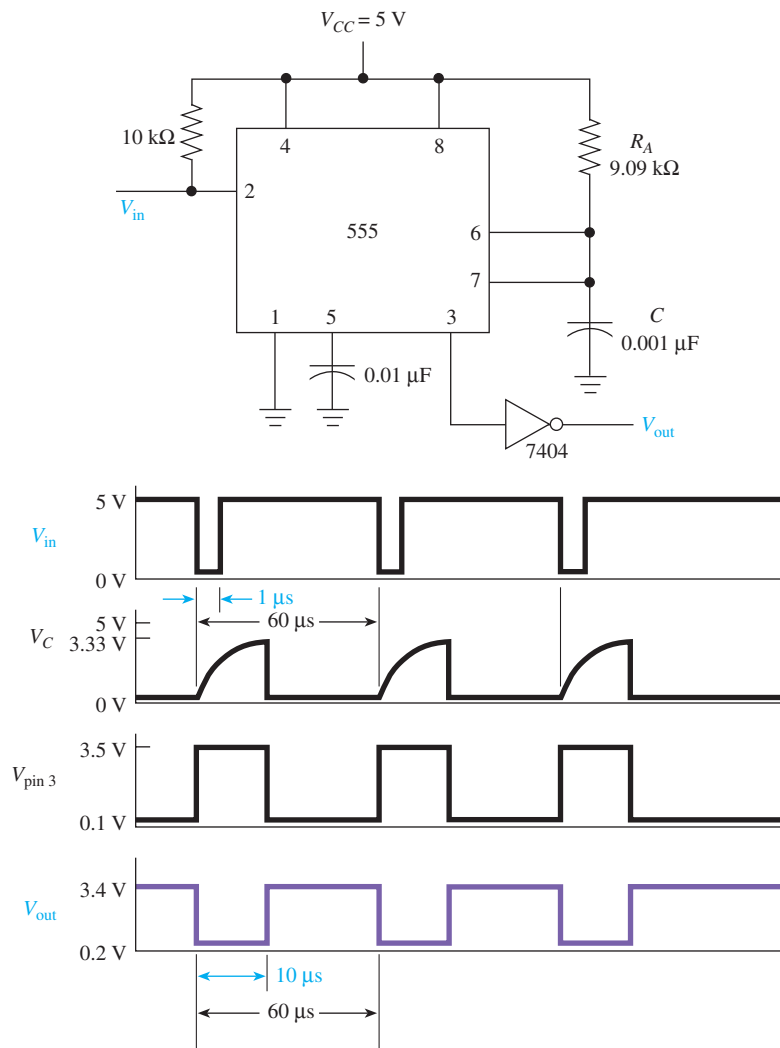 V_CC = 5 V
10 kΩ
4
8
R_A
9.09 kΩ
2
V_in
555
6
7
1
5
3
C
0.001 µF
0.01 µF
7404
V_out
5 V
V_in
0 V
1 µs
5 V
60 µs
V_C
3.33 V
0 V
3.5 V
V_pin 3
0.1 V
3.4 V
V_out
0.2 V
10 µs
60 µs